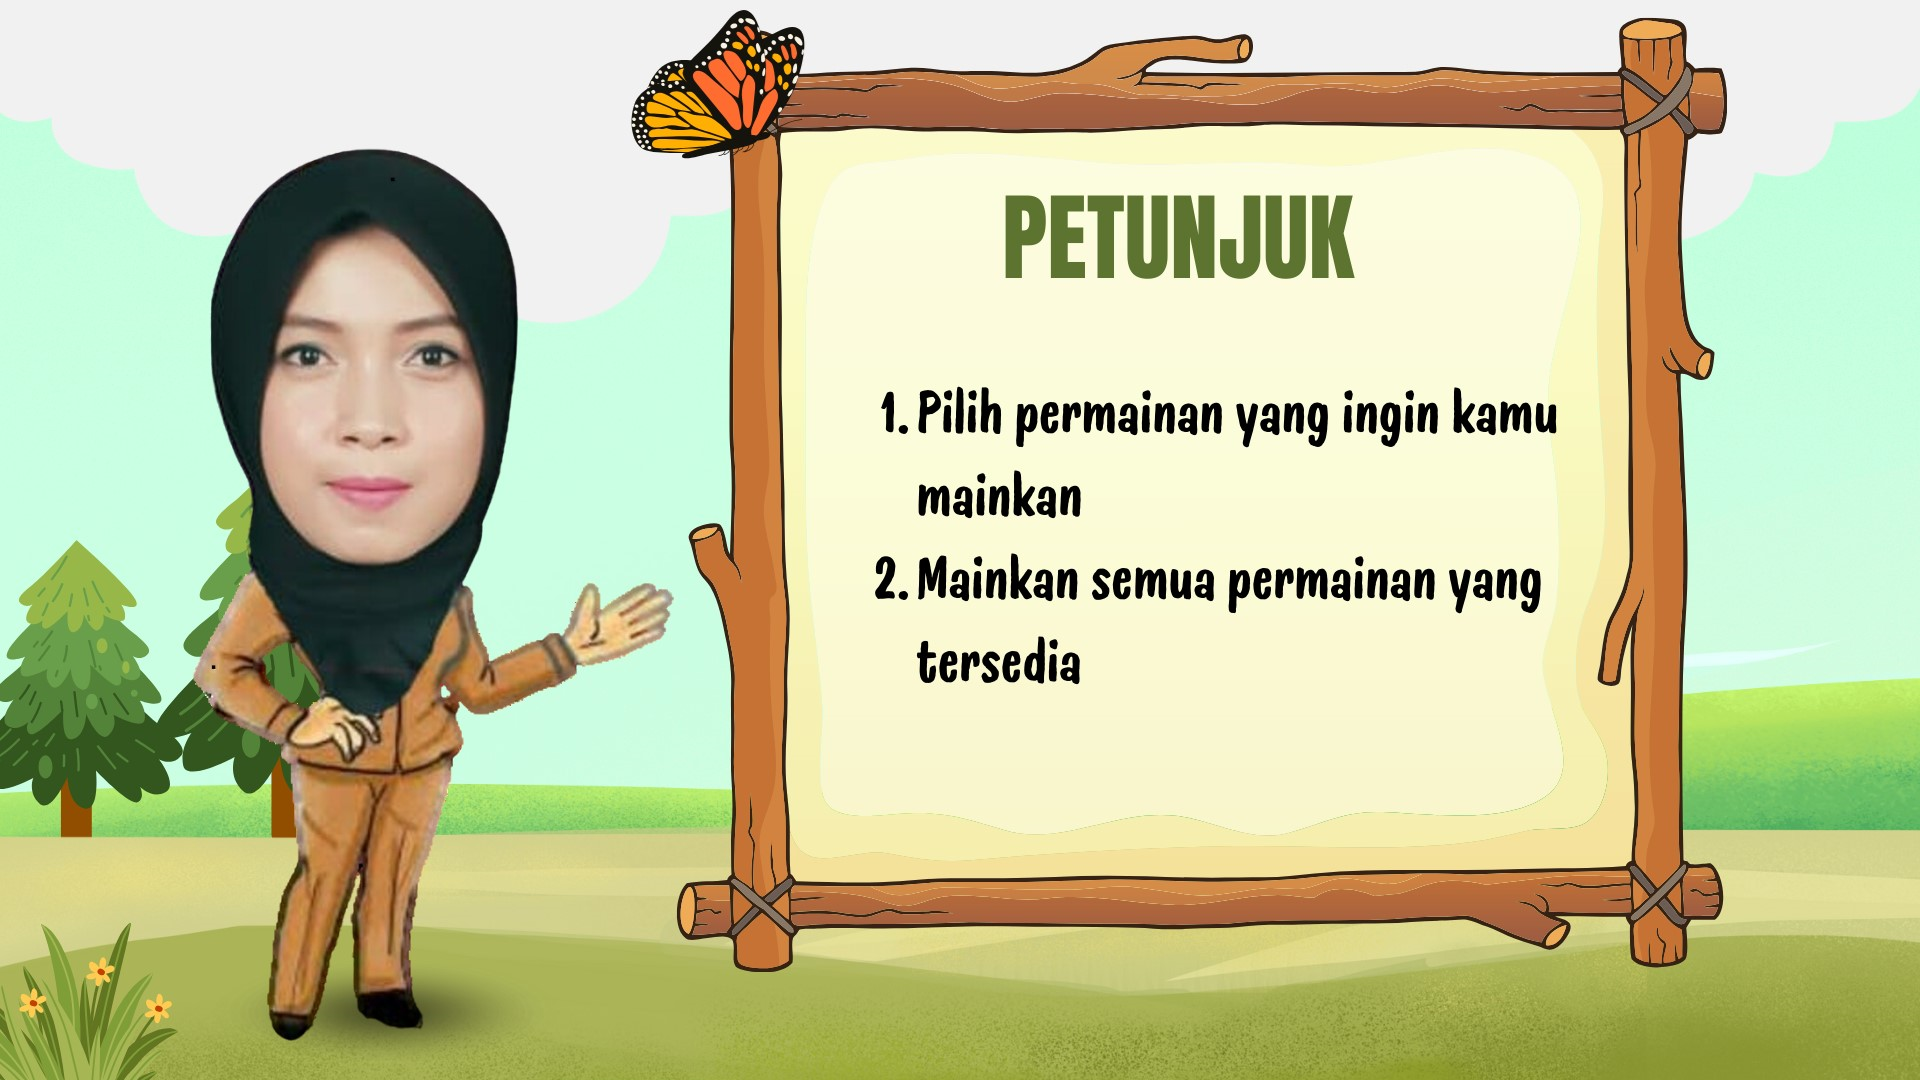 PETUNJUK
1. Pilih permainan yang ingin kamu
mainkan
2. Mainkan semua permainan yang
tersedia